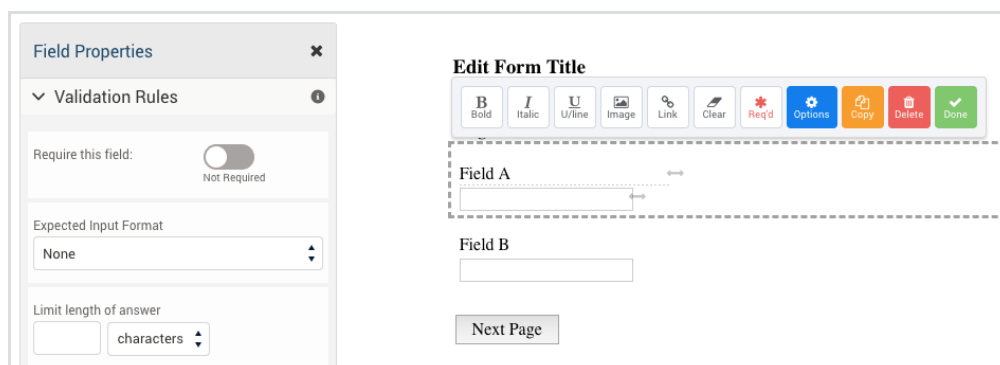 Field Properties
Validation Rules
Require this field:
Not Required
Expected Input Format
None
Limit length of answer
characters
Edit Form Title
B I U
Bold Italic U/line Image Link Clear Req'd Options Copy Delete Done
Field A
Field B
Next Page